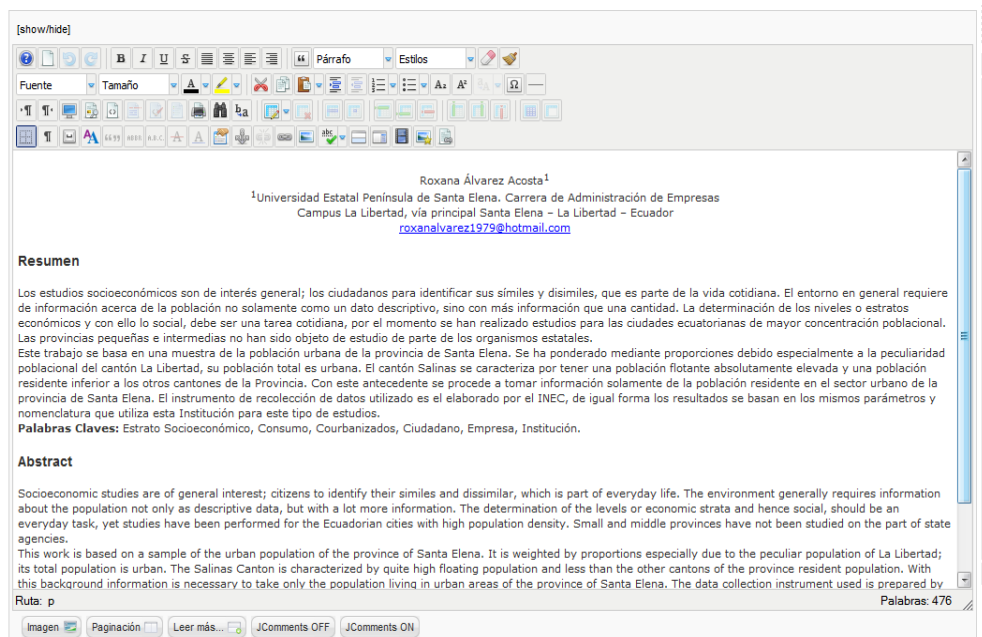 [show/hide]
B I U S Párrafo Estilos
Fuente Tamaño A A₂ A² Ω
Roxana Álvarez Acosta¹
¹Universidad Estatal Península de Santa Elena. Carrera de Administración de Empresas
Campus La Libertad, vía principal Santa Elena – La Libertad – Ecuador
roxanalvarez1979@hotmail.com
Resumen
Los estudios socioeconómicos son de interés general; los ciudadanos para identificar sus símiles y disimiles, que es parte de la vida cotidiana. El entorno en general requiere
de información acerca de la población no solamente como un dato descriptivo, sino con más información que una cantidad. La determinación de los niveles o estratos
económicos y con ello lo social, debe ser una tarea cotidiana, por el momento se han realizado estudios para las ciudades ecuatorianas de mayor concentración poblacional.
Las provincias pequeñas e intermedias no han sido objeto de estudio de parte de los organismos estatales.
Este trabajo se basa en una muestra de la población urbana de la provincia de Santa Elena. Se ha ponderado mediante proporciones debido especialmente a la peculiaridad
poblacional del cantón La Libertad, su población total es urbana. El cantón Salinas se caracteriza por tener una población flotante absolutamente elevada y una población
residente inferior a los otros cantones de la Provincia. Con este antecedente se procede a tomar información solamente de la población residente en el sector urbano de la
provincia de Santa Elena. El instrumento de recolección de datos utilizado es el elaborado por el INEC, de igual forma los resultados se basan en los mismos parámetros y
nomenclatura que utiliza esta Institución para este tipo de estudios.
Palabras Claves: Estrato Socioeconómico, Consumo, Courbanizados, Ciudadano, Empresa, Institución.
Abstract
Socioeconomic studies are of general interest; citizens to identify their similes and dissimilar, which is part of everyday life. The environment generally requires information
about the population not only as descriptive data, but with a lot more information. The determination of the levels or economic strata and hence social, should be an
everyday task, yet studies have been performed for the Ecuadorian cities with high population density. Small and middle provinces have not been studied on the part of state
agencies.
This work is based on a sample of the urban population of the province of Santa Elena. It is weighted by proportions especially due to the peculiar population of La Libertad;
its total population is urban. The Salinas Canton is characterized by quite high floating population and less than the other cantons of the province resident population. With
this background information is necessary to take only the population living in urban areas of the province of Santa Elena. The data collection instrument used is prepared by
Ruta: p Palabras: 476
Imagen Paginación Leer más... JComments OFF JComments ON